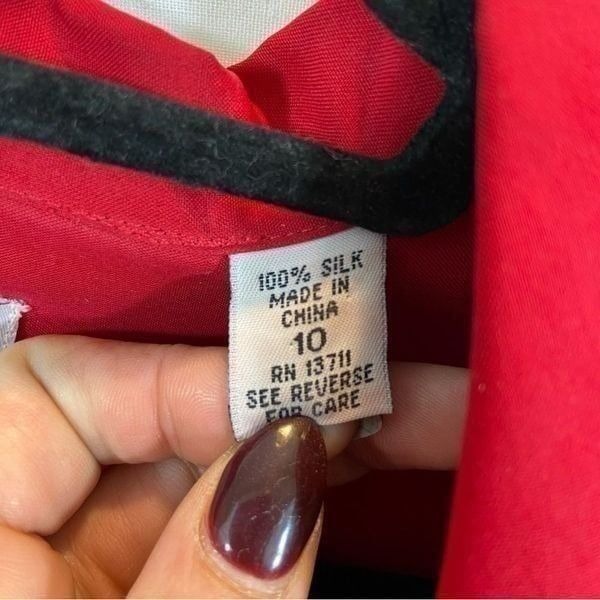 100% SILK
MADE IN
CHINA
10
RN 13711
SEE REVERSE
FOR CARE